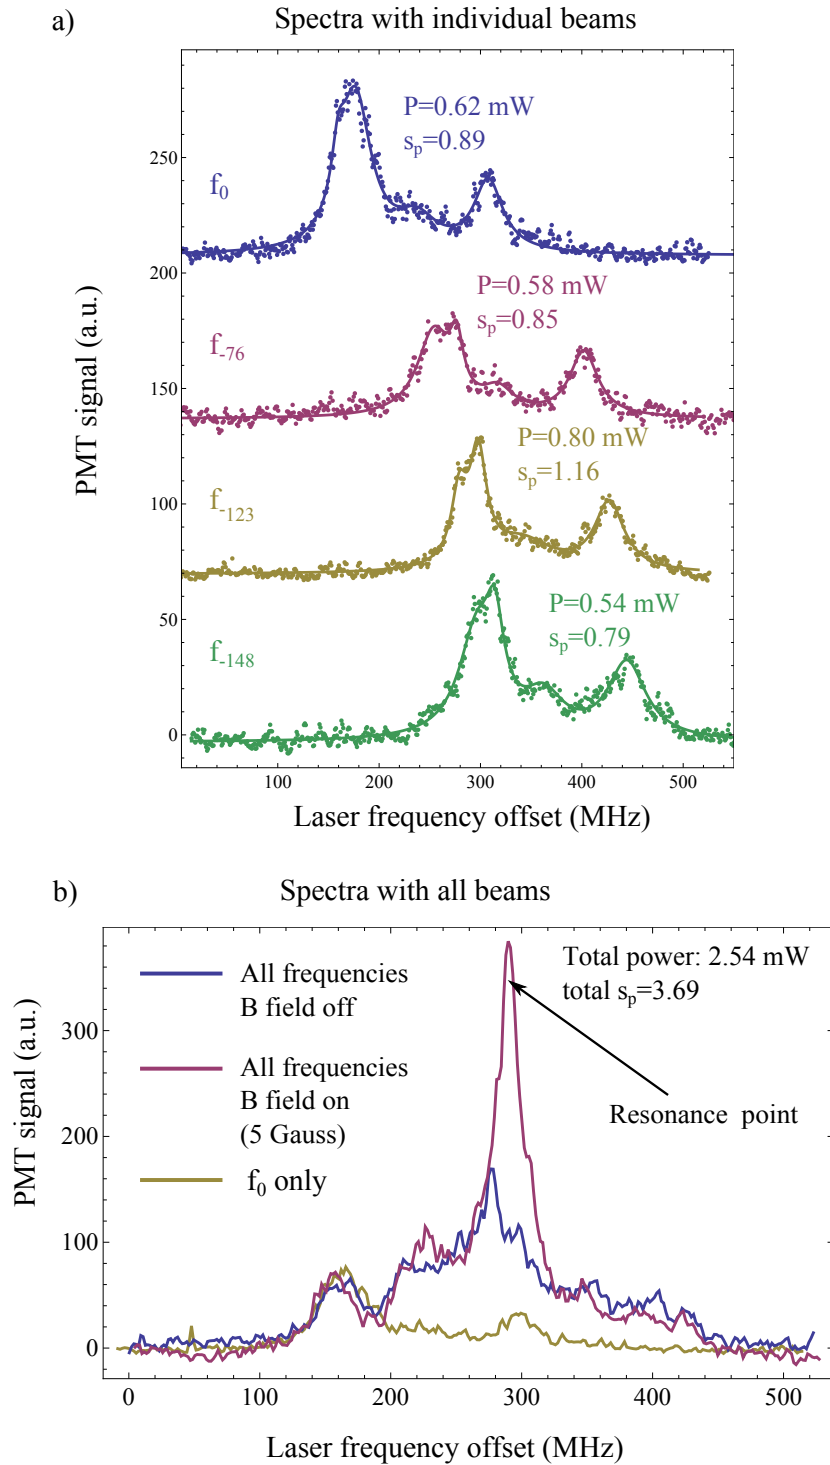 a)
Spectra with individual beams
P=0.62 mW
s_p=0.89
f_0
P=0.58 mW
s_p=0.85
f_-76
P=0.80 mW
s_p=1.16
f_-123
P=0.54 mW
s_p=0.79
f_-148
250
200
150
100
50
0
PMT signal (a.u.)
100 200 300 400 500
Laser frequency offset (MHz)
b)
Spectra with all beams
All frequencies
B field off
All frequencies
B field on
(5 Gauss)
f_0 only
Total power: 2.54 mW
total s_p=3.69
Resonance point
300
200
100
0
PMT signal (a.u.)
0 100 200 300 400 500
Laser frequency offset (MHz)